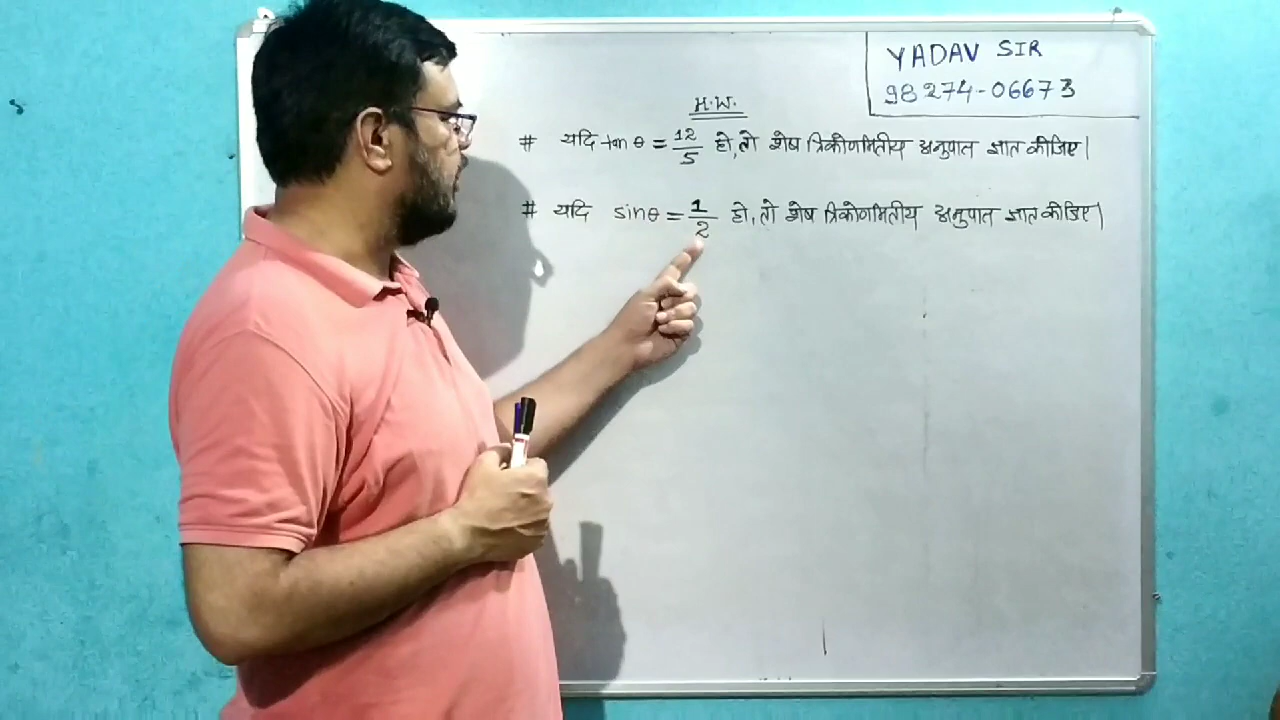 YADAV SIR
98274-06673
H.W.
# यदि tan θ = 12/5 हो, तो शेष त्रिकोणमितीय अनुपात ज्ञात कीजिए।
# यदि sinθ = 1/2 हो, तो शेष त्रिकोणमितीय अनुपात ज्ञात कीजिए।